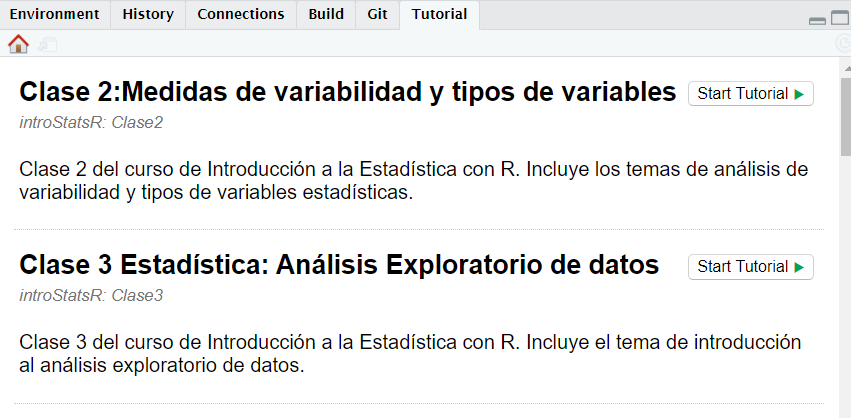 Environment History Connections Build Git Tutorial
Clase 2:Medidas de variabilidad y tipos de variables Start Tutorial
introStatsR: Clase2
Clase 2 del curso de Introducción a la Estadística con R. Incluye los temas de análisis de
variabilidad y tipos de variables estadísticas.
Clase 3 Estadística: Análisis Exploratorio de datos Start Tutorial
introStatsR: Clase3
Clase 3 del curso de Introducción a la Estadística con R. Incluye el tema de introducción
al análisis exploratorio de datos.